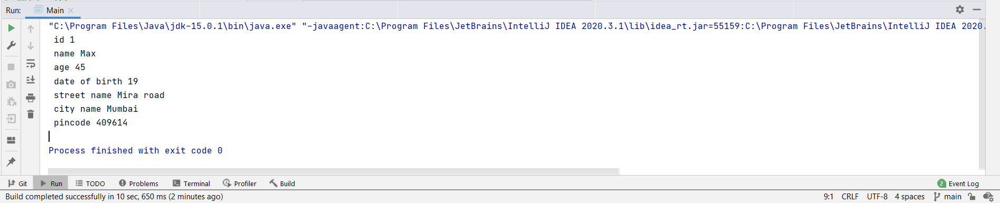 Run: Main
"C:\Program Files\Java\jdk-15.0.1\bin\java.exe" "-javaagent:C:\Program Files\JetBrains\IntelliJ IDEA 2020.3.1\lib\idea_rt.jar=55159:C:\Program Files\JetBrains\IntelliJ IDEA 2020.
id 1
name Max
age 45
date of birth 19
street name Mira road
city name Mumbai
pincode 409614
Process finished with exit code 0
Git Run TODO Problems Terminal Profiler Build 2 Event Log
Build completed successfully in 10 sec, 650 ms (2 minutes ago) 9:1 CRLF UTF-8 4 spaces main